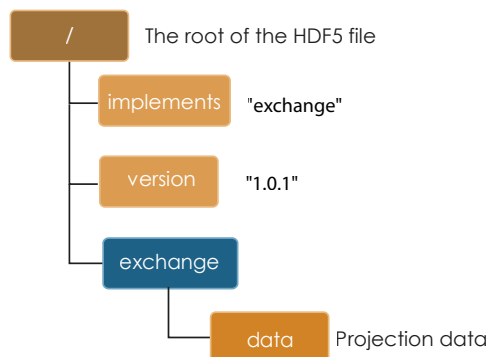 / The root of the HDF5 file
implements "exchange"
version "1.0.1"
exchange
data Projection data